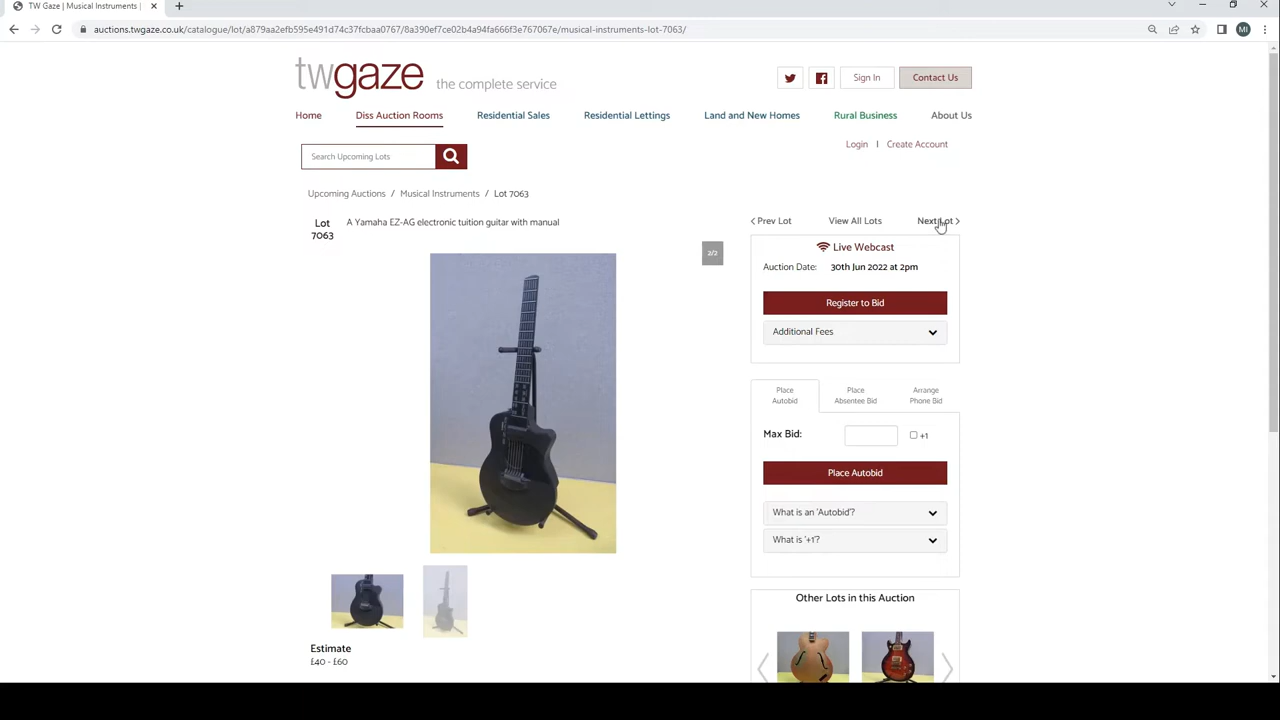 TW Gaze | Musical Instruments |
auctions.twgaze.co.uk/catalogue/lot/a879aa2efb595e491d74c37fcbaa0767/8a390ef7ce02b4a94fa666f3e767067e/musical-instruments-lot-7063/
MI
twgaze the complete service
Sign In
Contact Us
Home
Diss Auction Rooms
Residential Sales
Residential Lettings
Land and New Homes
Rural Business
About Us
Search Upcoming Lots
Login | Create Account
Upcoming Auctions / Musical Instruments / Lot 7063
Lot
7063
A Yamaha EZ-AG electronic tuition guitar with manual
Prev Lot
View All Lots
Next Lot
2/2
Live Webcast
Auction Date: 30th Jun 2022 at 2pm
Register to Bid
Additional Fees
Place
Autobid
Place
Absentee Bid
Arrange
Phone Bid
Max Bid:
+1
Place Autobid
What is an 'Autobid'?
What is '+1'?
Other Lots in this Auction
Estimate
£40 - £60